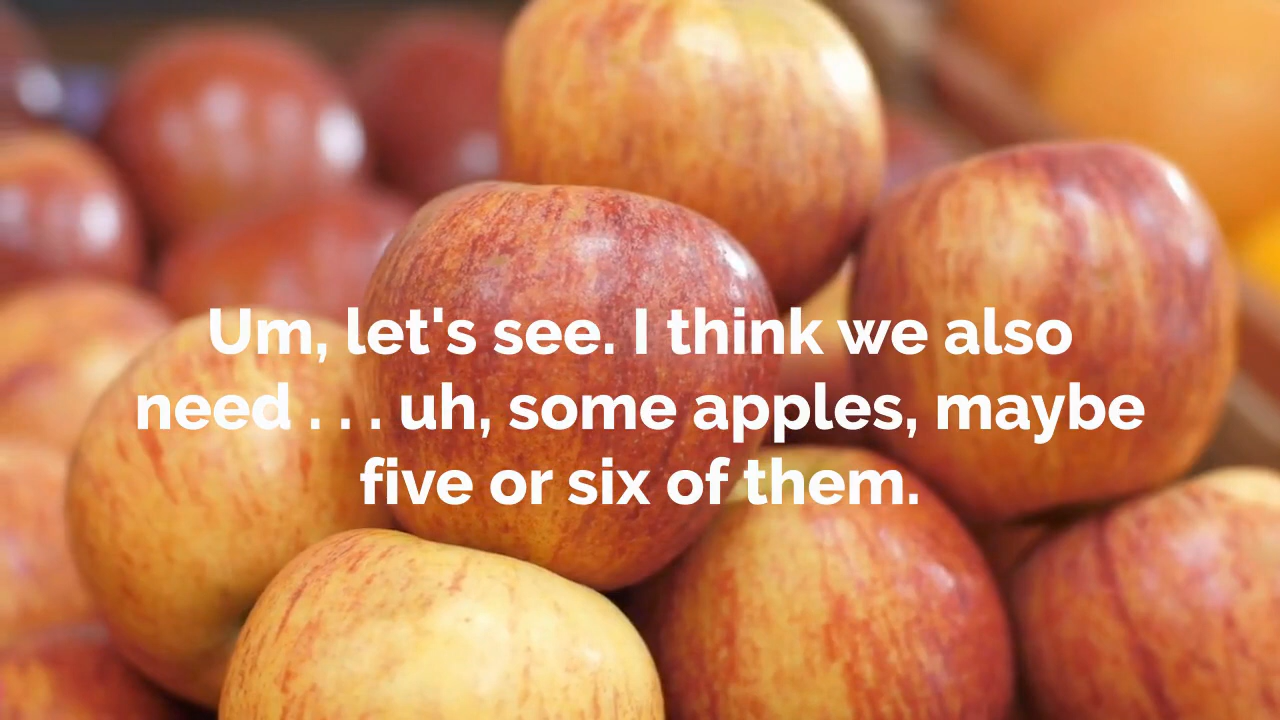 Um, let's see. I think we also
need . . . uh, some apples, maybe
five or six of them.